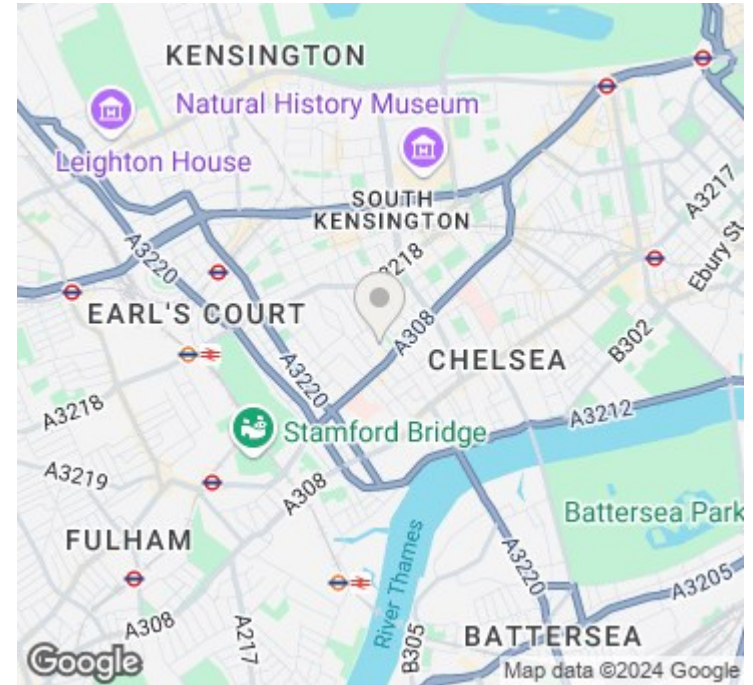 KENSINGTON
Natural History Museum
Leighton House
SOUTH
KENSINGTON
A3217
A3218
Ebury St
A3220
EARL'S COURT
A308
CHELSEA
B302
A3220
A3218
A3212
Stamford Bridge
A3219
A308
Battersea Park
FULHAM
River Thames
A3220
A3205
A308
A217
B305
BATTERSEA
Google
Map data ©2024 Google